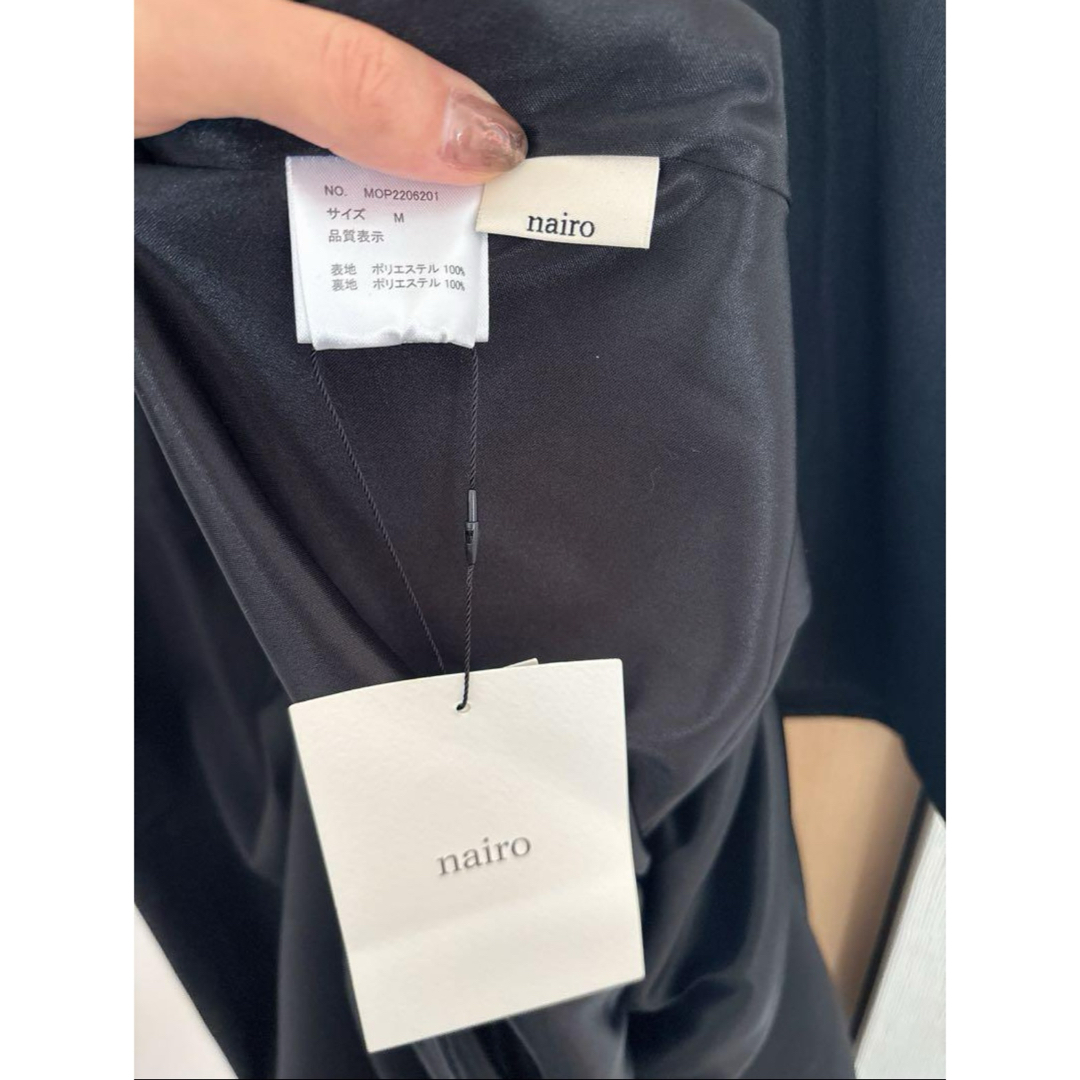 NO. MOP2206201
サイズ M
品質表示
表地 ポリエステル 100%
裏地 ポリエステル 100%
nairo
nairo